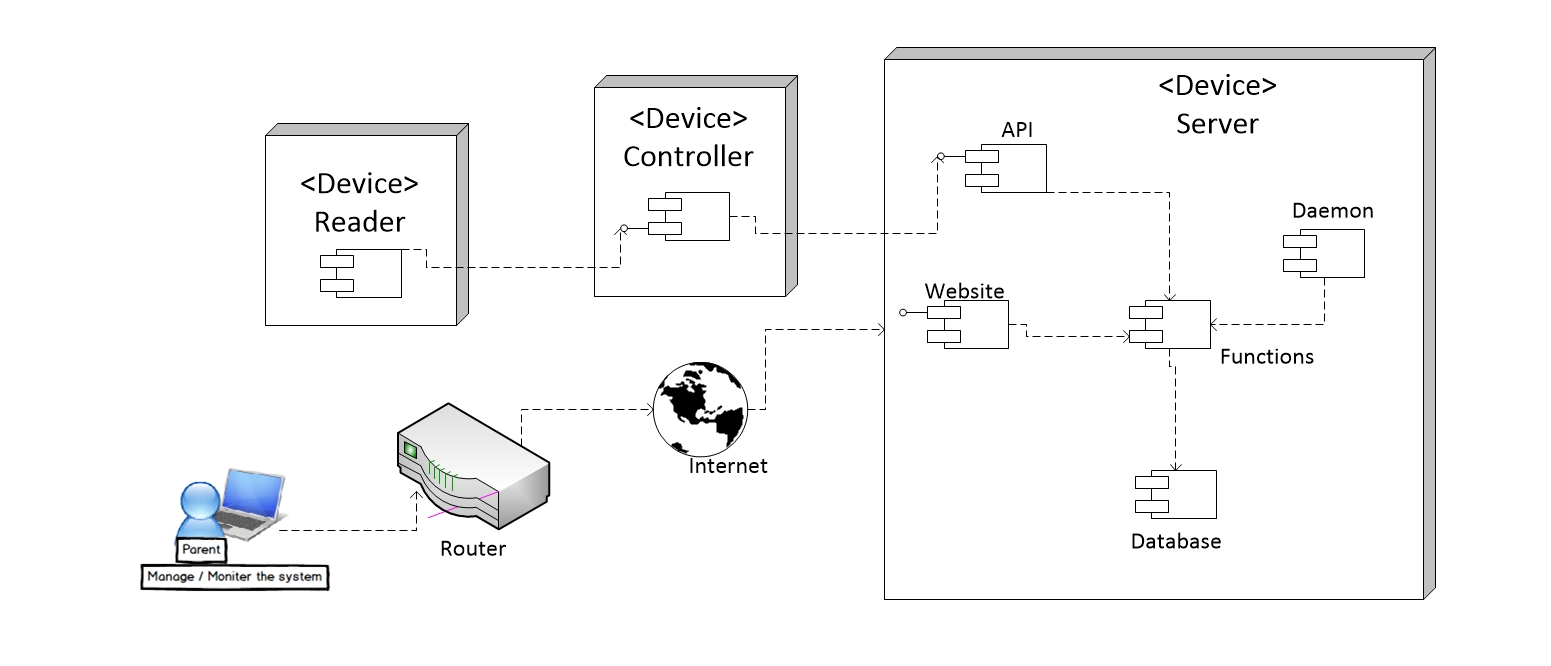 <Device>
Reader
<Device>
Controller
<Device>
Server
API
Daemon
Website
Functions
Database
Internet
Router
Parent
Manage / Moniter the system